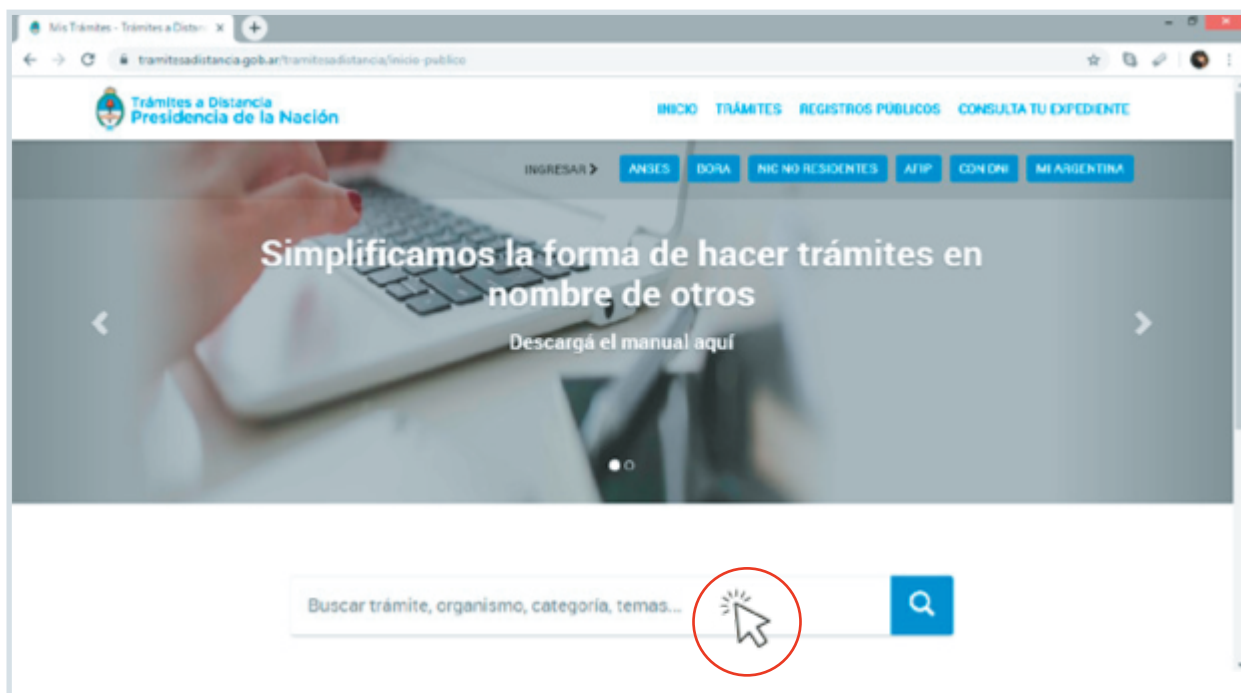 Mis Trámites - Trámites a Distan
tramitesadistancia.gob.ar/tramitesadistancia/inicio-publico
Trámites a Distancia
Presidencia de la Nación
INICIO TRÁMITES REGISTROS PÚBLICOS CONSULTA TU EXPEDIENTE
INGRESAR ANSES BORA NIC NO RESIDENTES AFIP CON DNI MI ARGENTINA
Simplificamos la forma de hacer trámites en
nombre de otros
Descargá el manual aquí
Buscar trámite, organismo, categoría, temas...